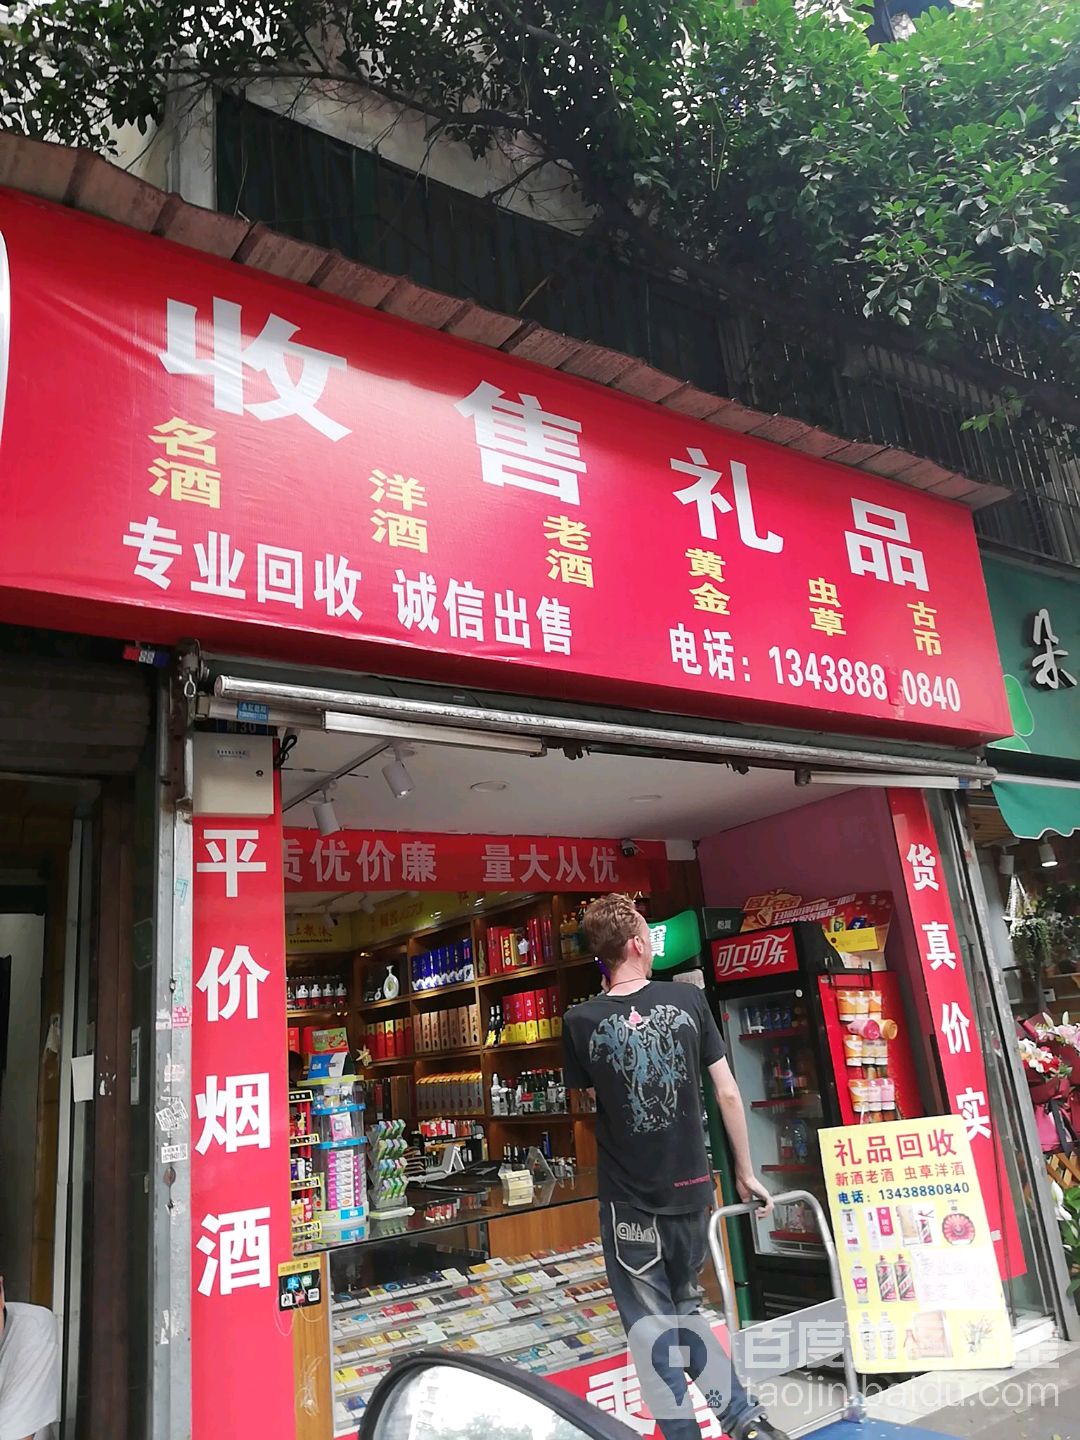 收售礼品
名酒 洋酒 老酒 黄金 虫草 古币
专业回收 诚信出售
电话：13438880840
朵
平价烟酒
质优价廉 量大从优
可口可乐
寶
货真价实
礼品回收
新酒老酒 虫草洋酒
电话：13438880840
百度
taojin.baidu.com